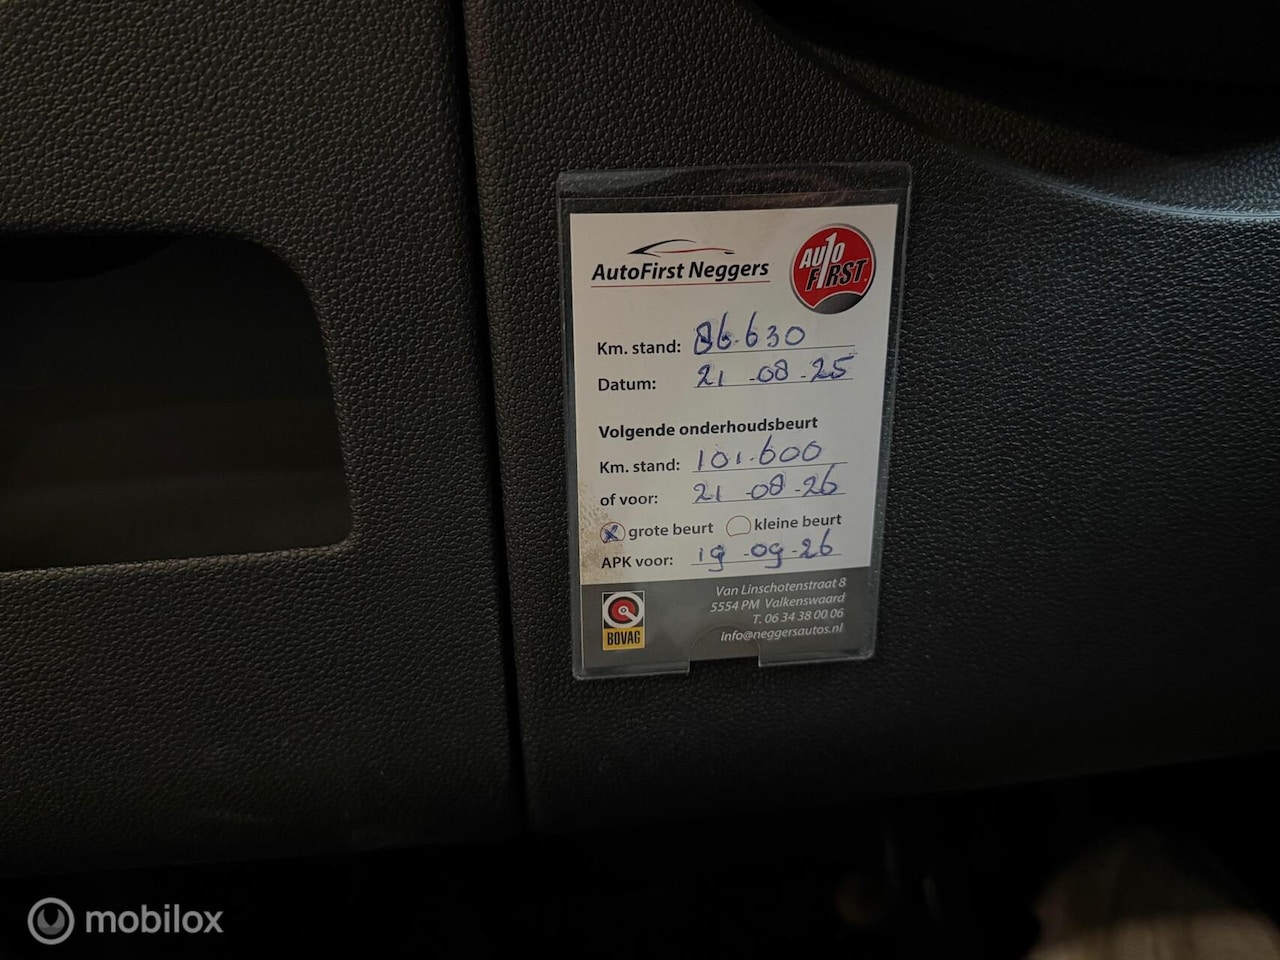 AutoFirst Neggers
AUTO
FIRST
Km. stand: 86.630
Datum: 21-08-25
Volgende onderhoudsbeurt
Km. stand: 101.600
of voor: 21-08-26
grote beurt kleine beurt
APK voor: 19-09-26
Van Linschotenstraat 8
5554 PM Valkenswaard
T. 06 34 38 00 06
info@neggersautos.nl
BOVAG
mobilox